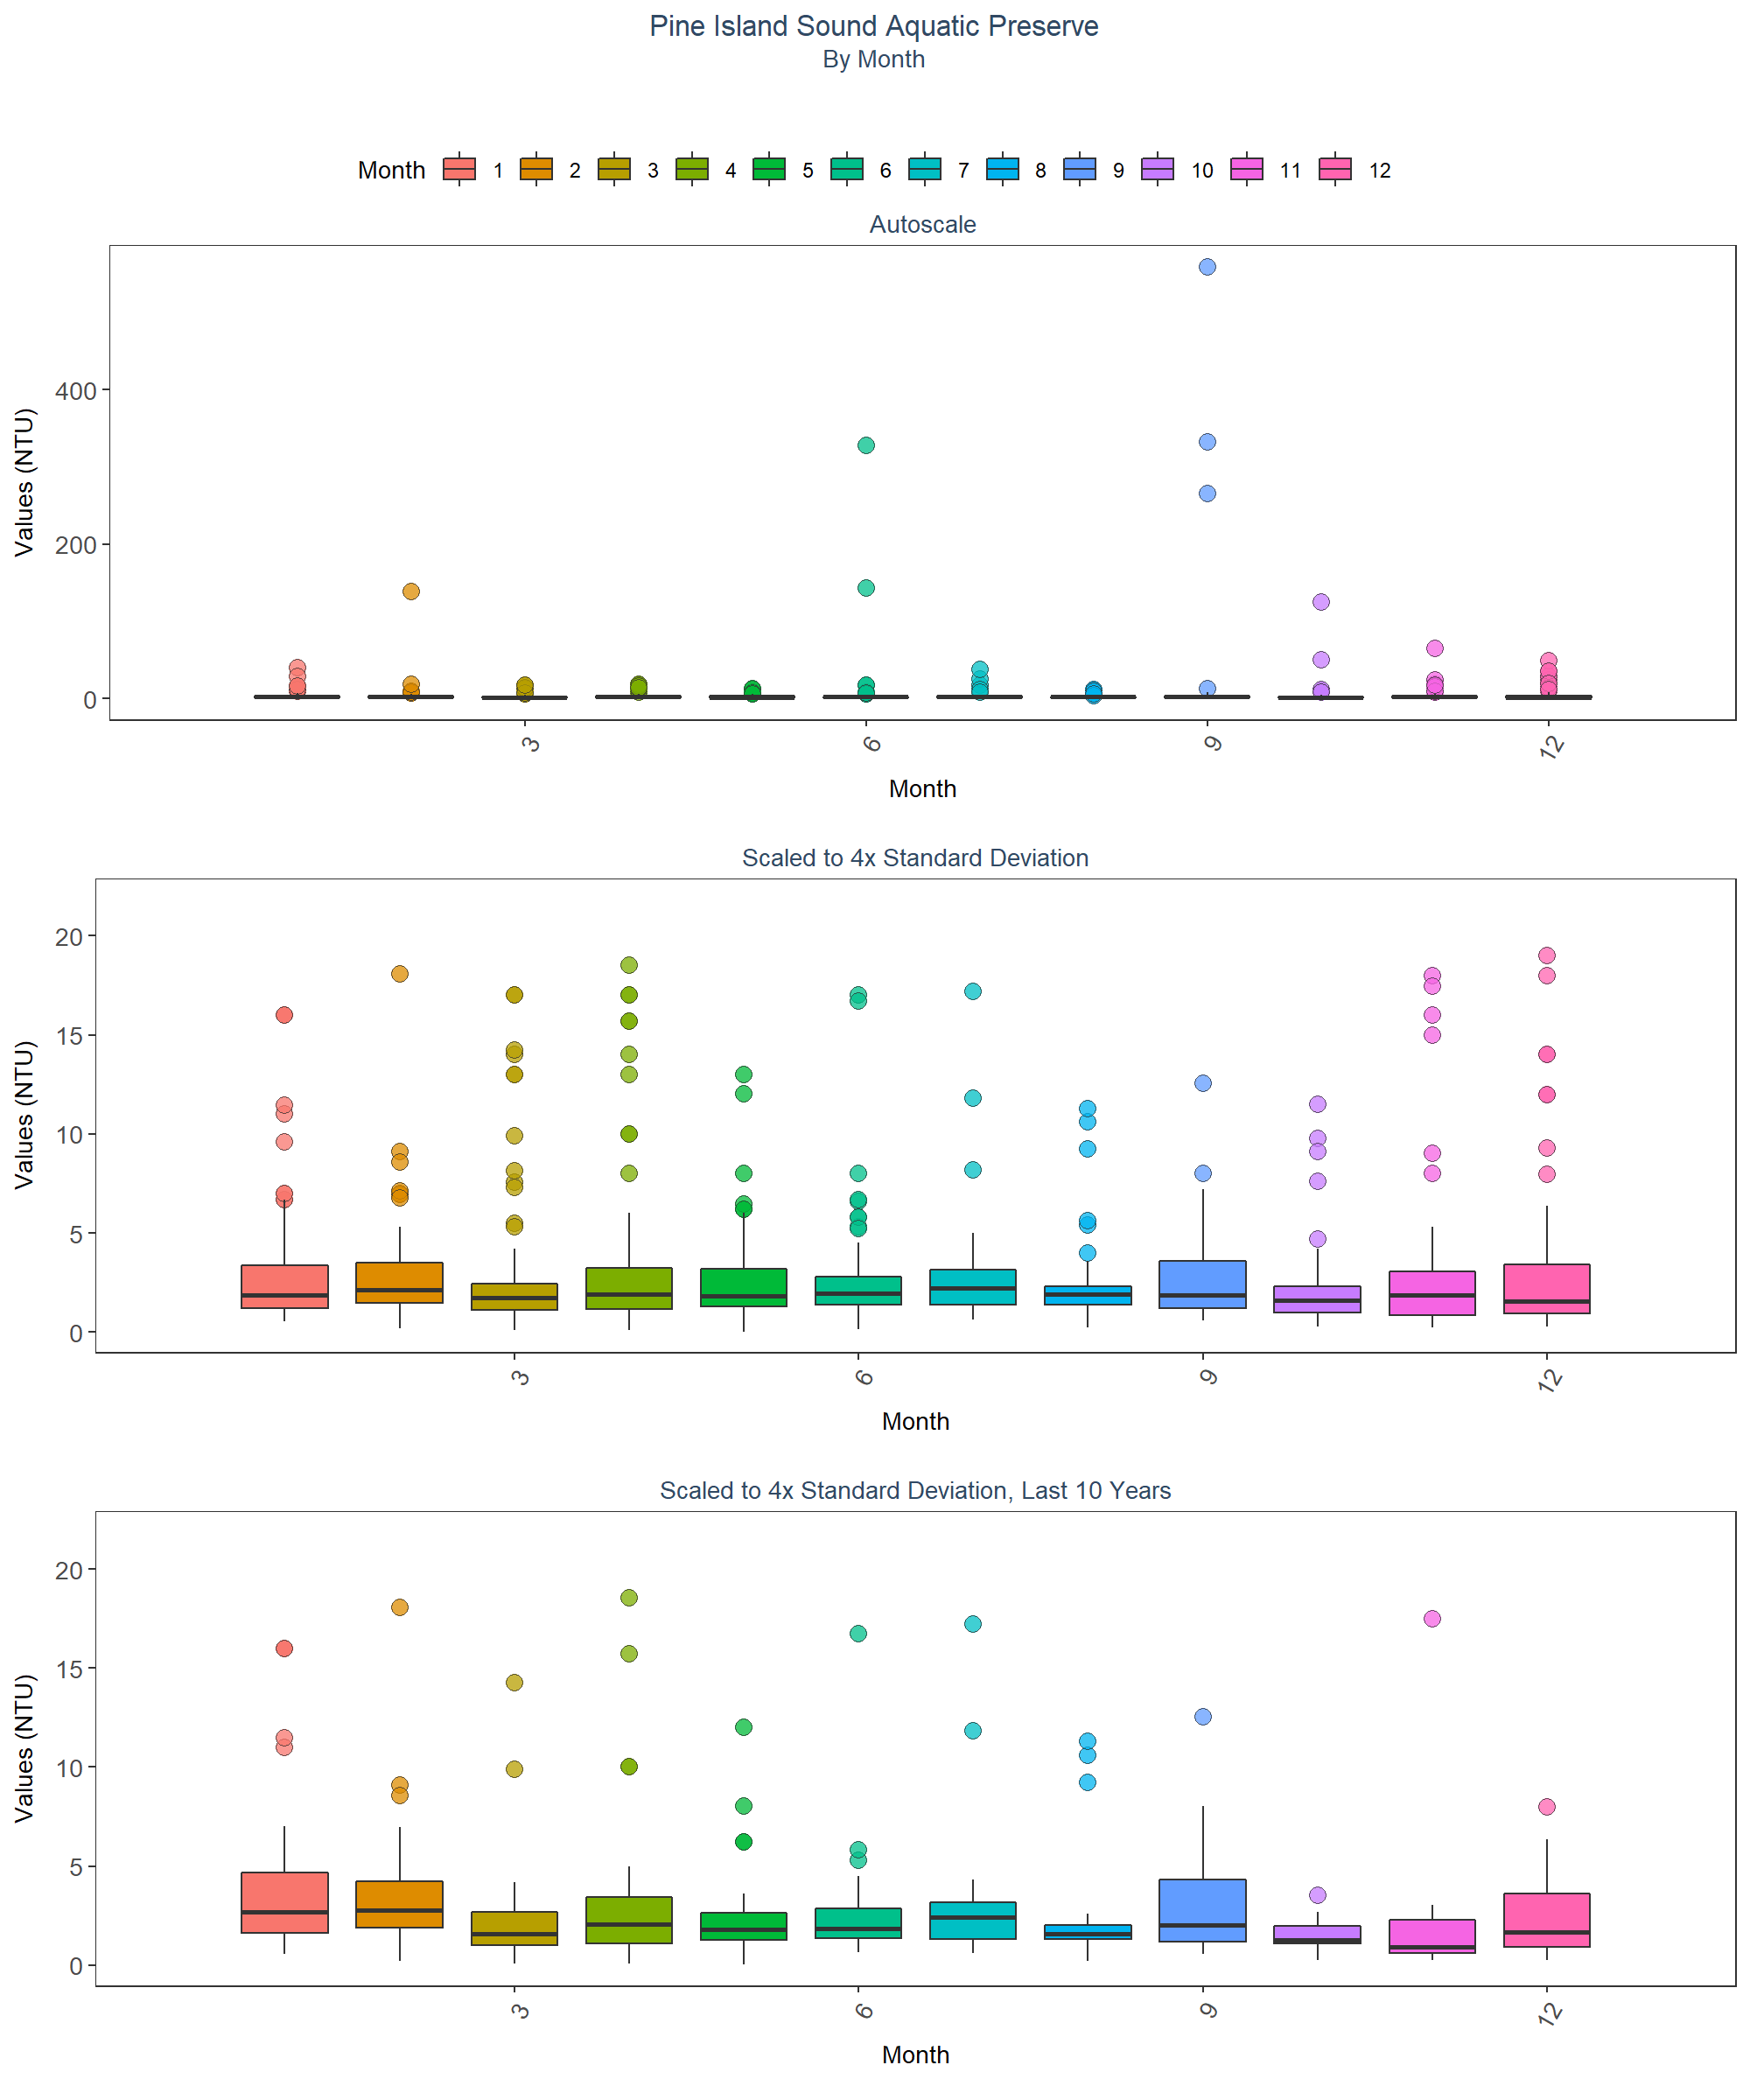 Pine Island Sound Aquatic Preserve
By Month
Month 1 2 3 4 5 6 7 8 9 10 11 12
Autoscale
Values (NTU)
400
200
0
3 6 9 12
Month
Scaled to 4x Standard Deviation
Values (NTU)
20
15
10
5
0
3 6 9 12
Month
Scaled to 4x Standard Deviation, Last 10 Years
Values (NTU)
20
15
10
5
0
3 6 9 12
Month